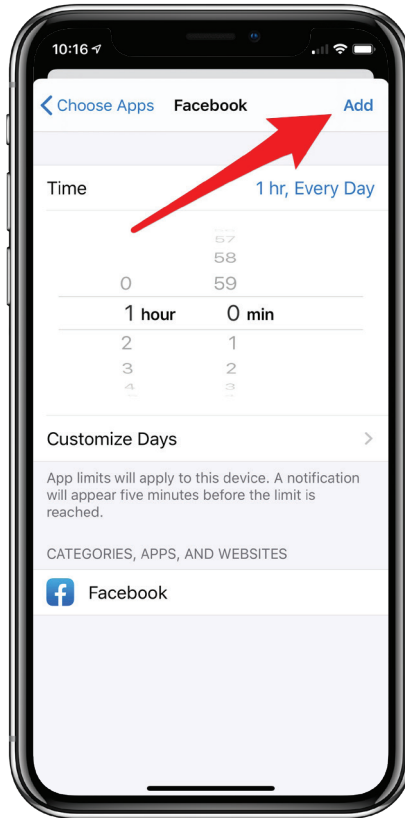 10:16
Choose Apps Facebook Add
Time 1 hr, Every Day
57
58
0 59
1 hour 0 min
2 1
3 2
4 3
Customize Days
App limits will apply to this device. A notification
will appear five minutes before the limit is
reached.
CATEGORIES, APPS, AND WEBSITES
Facebook